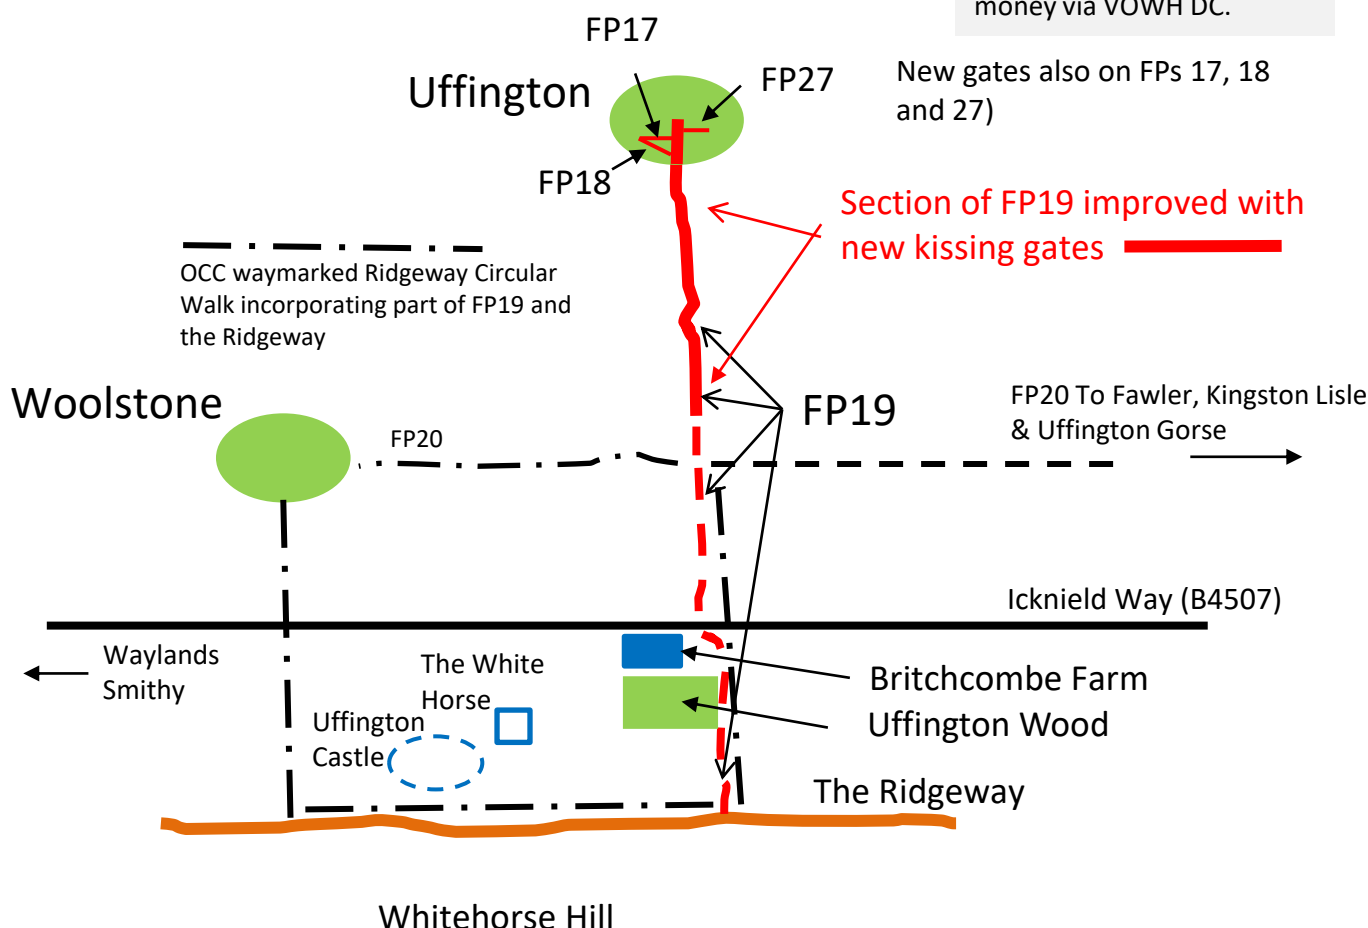 money via VOWH DC.
FP17
Uffington
FP27
New gates also on FPs 17, 18
and 27)
FP18
Section of FP19 improved with
new kissing gates
OCC waymarked Ridgeway Circular
Walk incorporating part of FP19 and
the Ridgeway
Woolstone
FP20
FP19
FP20 To Fawler, Kingston Lisle
& Uffington Gorse
Icknield Way (B4507)
Waylands
Smithy
The White
Horse
Uffington
Castle
Britchcombe Farm
Uffington Wood
The Ridgeway
Whitehorse Hill